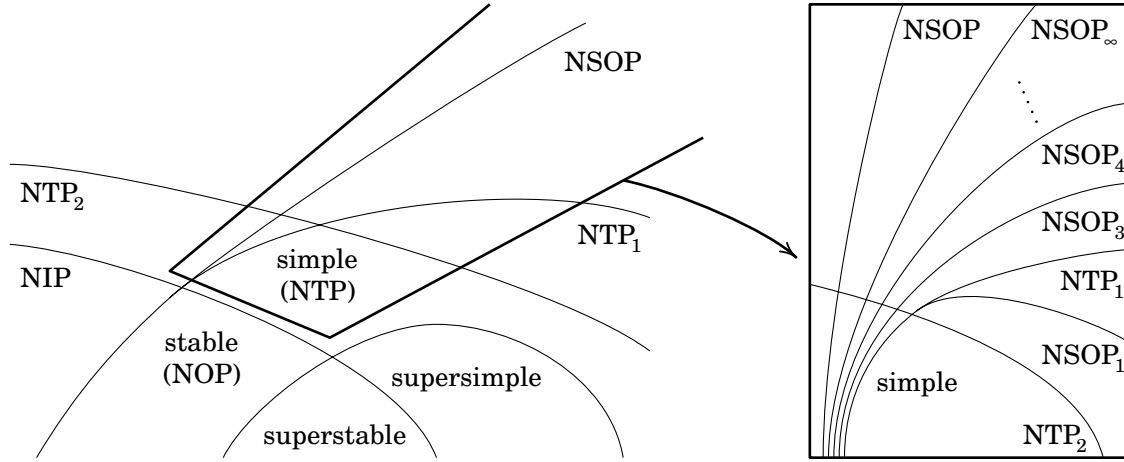 NSOP
NTP₂
NTP₁
NIP
simple
(NTP)
stable
(NOP)
supersimple
superstable
NSOP
NSOP∞
NSOP₄
NSOP₃
NTP₁
NSOP₁
simple
NTP₂